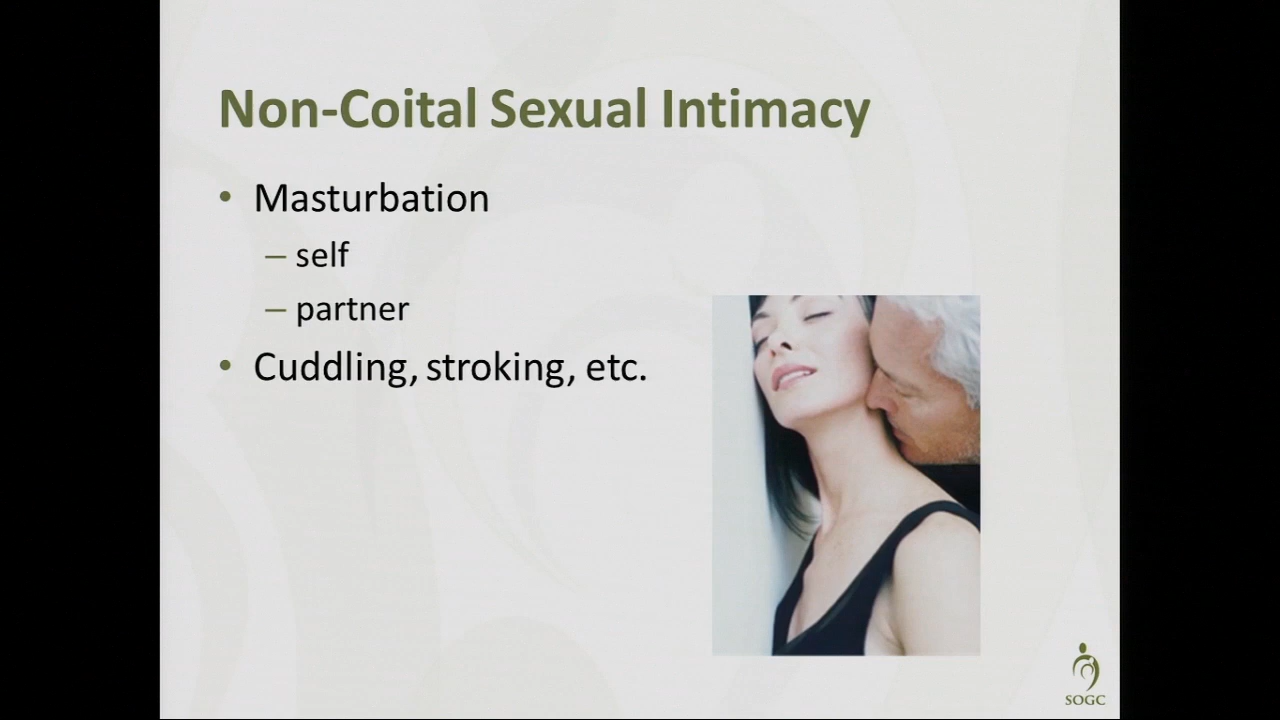 Non-Coital Sexual Intimacy
• Masturbation
– self
– partner
• Cuddling, stroking, etc.
SOGC